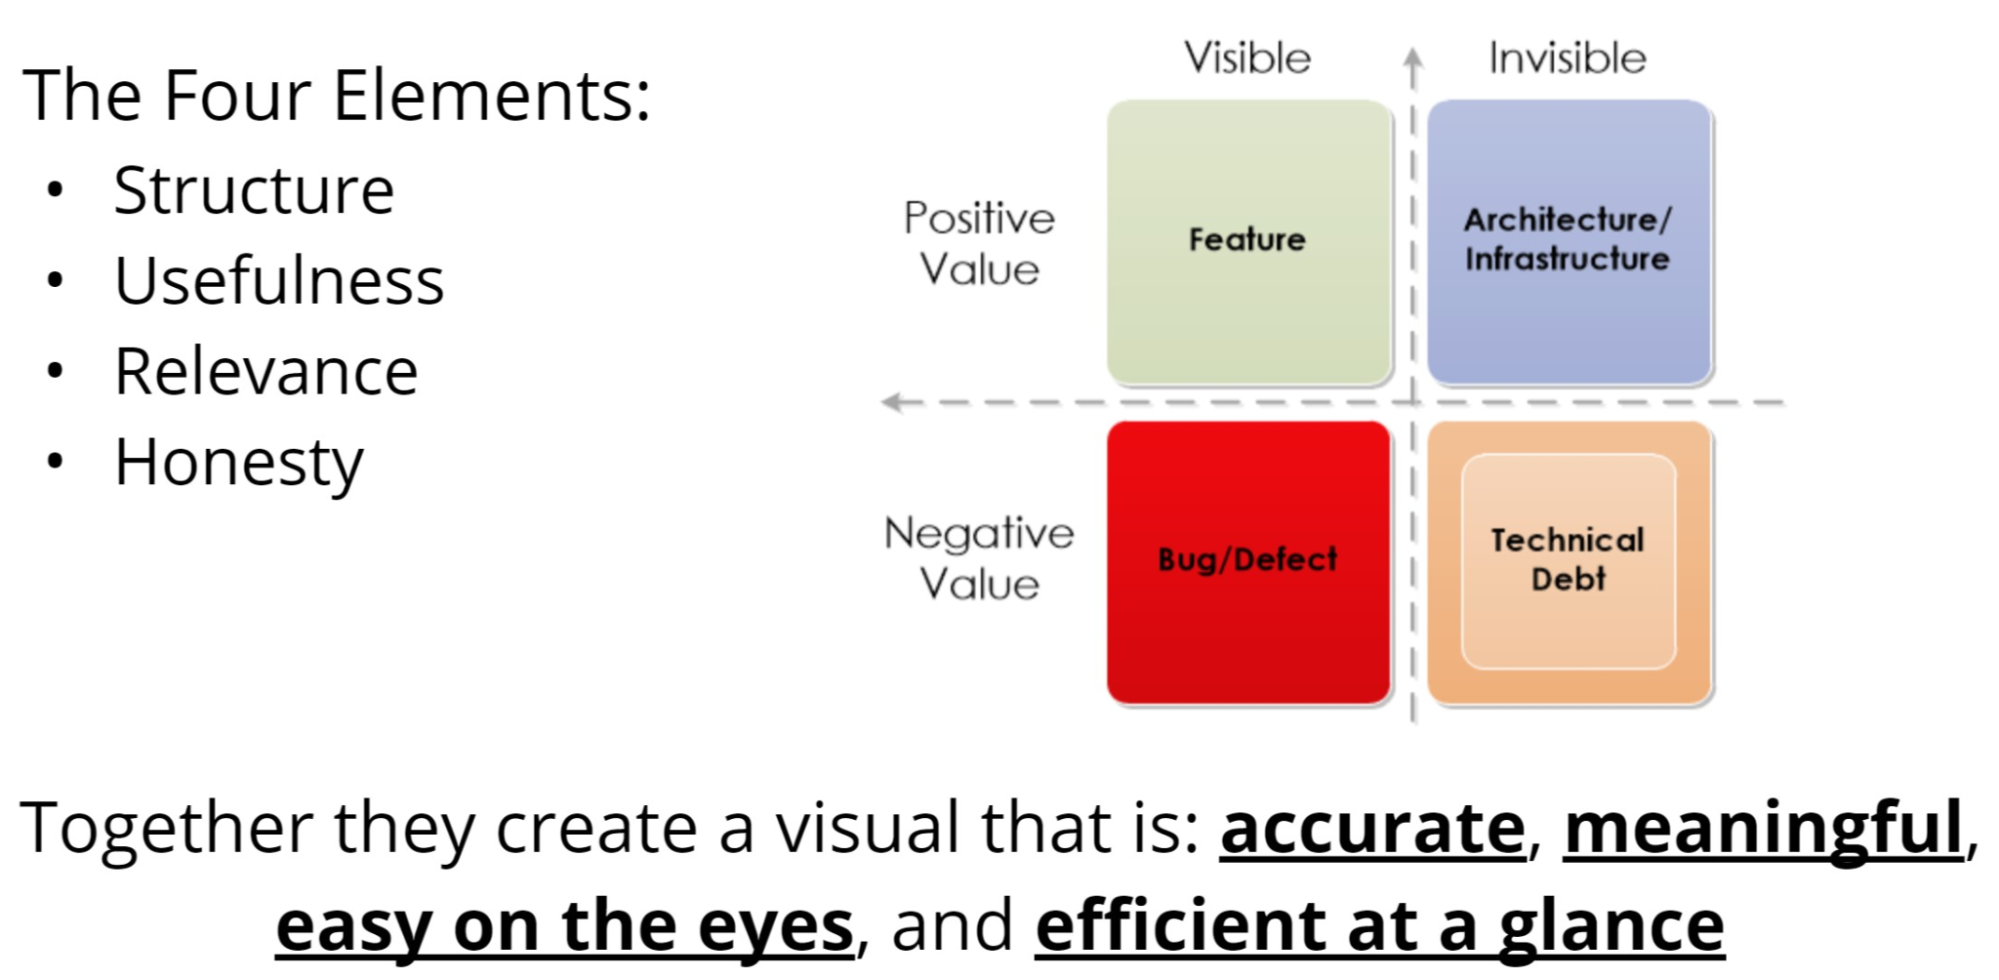 The Four Elements:
• Structure
• Usefulness
• Relevance
• Honesty
Visible
Invisible
Positive
Value
Feature
Architecture/
Infrastructure
Negative
Value
Bug/Defect
Technical
Debt
Together they create a visual that is: accurate, meaningful,
easy on the eyes, and efficient at a glance